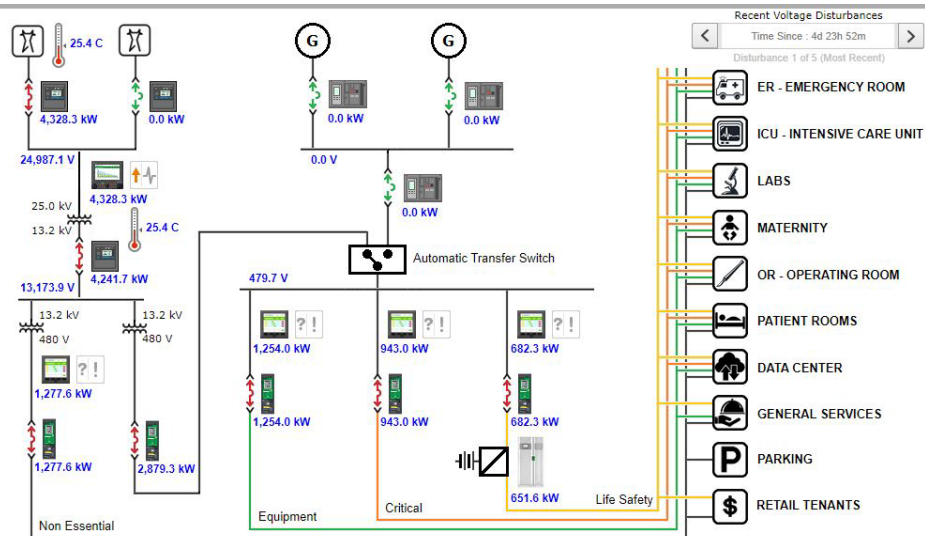 Recent Voltage Disturbances
< Time Since : 4d 23h 52m >
Disturbance 1 of 5 (Most Recent)
25.4 C
G G
4,328.3 kW 0.0 kW 0.0 kW 0.0 kW
24,987.1 V 0.0 V
4,328.3 kW
0.0 kW
25.0 kV
13.2 kV
25.4 C
4,241.7 kW
Automatic Transfer Switch
13,173.9 V
479.7 V
13.2 kV 13.2 kV
480 V 480 V
? ! ? ! ? ! ? !
1,254.0 kW 943.0 kW 682.3 kW
1,277.6 kW
1,254.0 kW 943.0 kW 682.3 kW
1,277.6 kW 2,879.3 kW
651.6 kW
Non Essential
Equipment
Critical
Life Safety
ER - EMERGENCY ROOM
ICU - INTENSIVE CARE UNIT
LABS
MATERNITY
OR - OPERATING ROOM
PATIENT ROOMS
DATA CENTER
GENERAL SERVICES
P PARKING
$ RETAIL TENANTS